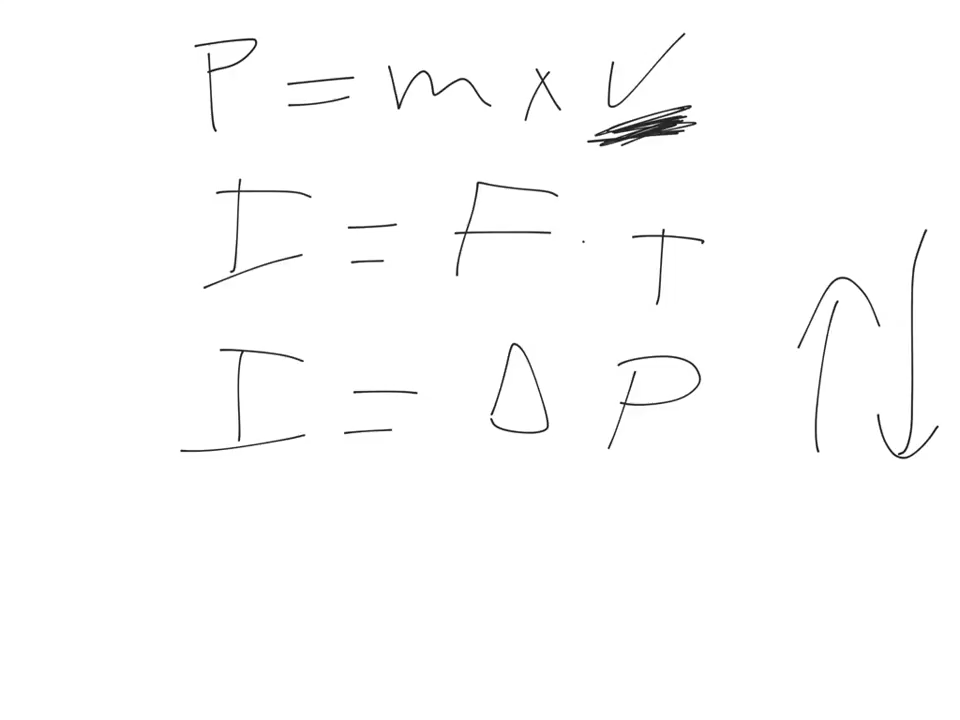 P = m x v
I = F · T
I = Δ P